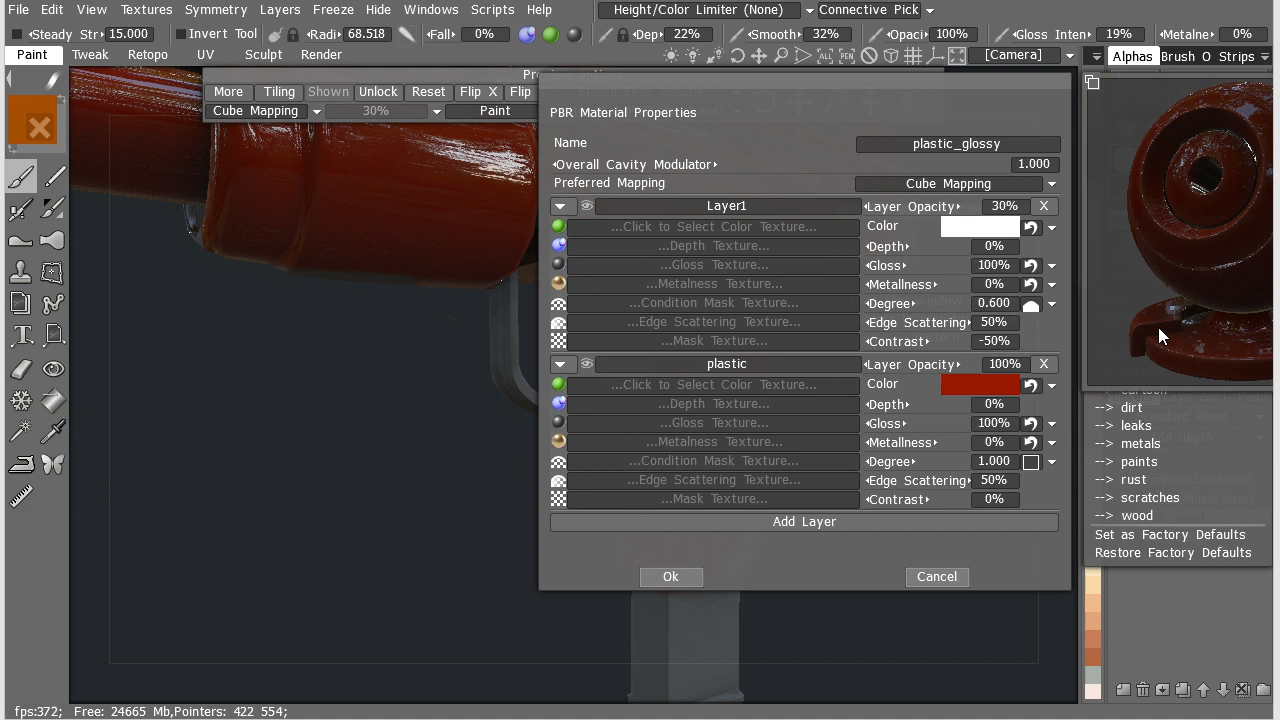 File Edit View Textures Symmetry Layers Freeze Hide Windows Scripts Help Height/Color Limiter (None) Connective Pick
Steady Str 15.000 Invert Tool Radi 68.518 Fall 0% Dep 22% Smooth 32% Opaci 100% Gloss Inten 19% Metalne 0%
Paint Tweak Retopo UV Sculpt Render [Camera] Alphas Brush O Strips
More Tiling Shown Unlock Reset Flip X Flip
Cube Mapping 30% Paint
PBR Material Properties
Name plastic_glossy
Overall Cavity Modulator 1.000
Preferred Mapping Cube Mapping
Layer1 Layer Opacity 30% X
...Click to Select Color Texture... Color
...Depth Texture... Depth 0%
...Gloss Texture... Gloss 100%
...Metalness Texture... Metallness 0%
...Condition Mask Texture... Degree 0.600
...Edge Scattering Texture... Edge Scattering 50%
...Mask Texture... Contrast -50%
plastic Layer Opacity 100% X
...Click to Select Color Texture... Color
...Depth Texture... Depth 0%
...Gloss Texture... Gloss 100%
...Metalness Texture... Metallness 0%
...Condition Mask Texture... Degree 1.000
...Edge Scattering Texture... Edge Scattering 50%
...Mask Texture... Contrast 0%
Add Layer
Ok Cancel
--> dirt
--> leaks
--> metals
--> paints
--> rust
--> scratches
--> wood
Set as Factory Defaults
Restore Factory Defaults
fps:372; Free: 24665 Mb,Pointers: 422 554;